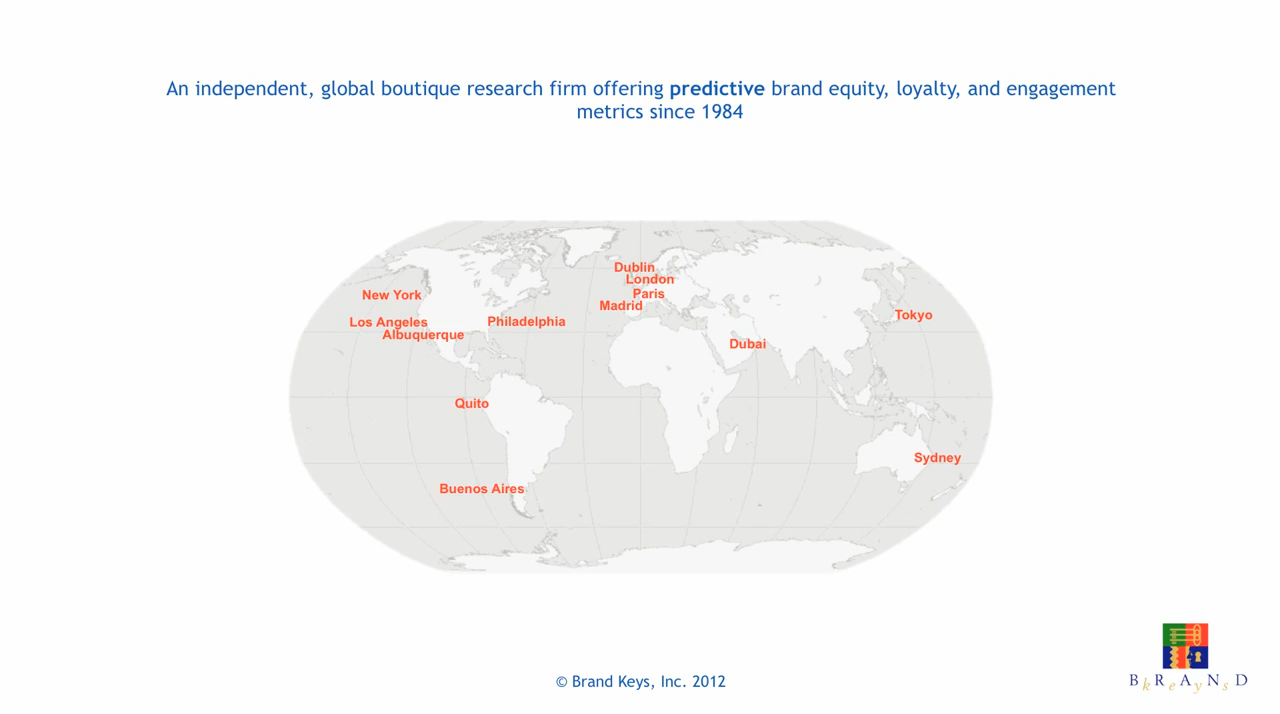 An independent, global boutique research firm offering predictive brand equity, loyalty, and engagement
metrics since 1984
Dublin
London
New York
Paris
Madrid
Tokyo
Los Angeles
Philadelphia
Albuquerque
Dubai
Quito
Sydney
Buenos Aires
© Brand Keys, Inc. 2012
BkReAyNsD